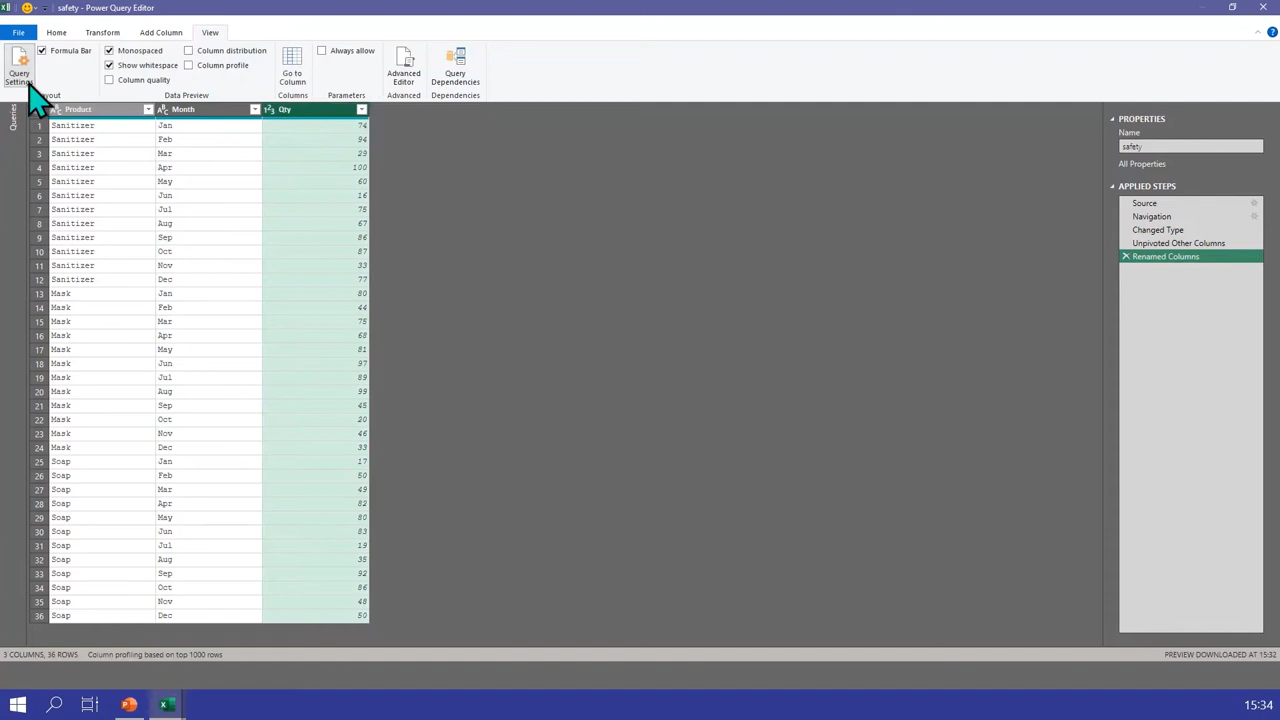 safety - Power Query Editor
File Home Transform Add Column View
Query Settings
Formula Bar
Layout
Monospaced Column distribution
Show whitespace Column profile
Column quality
Data Preview
Go to Column
Columns
Always allow
Parameters
Advanced Editor
Advanced
Query Dependencies
Dependencies
Queries
Product Month Qty
1 Sanitizer Jan 74
2 Sanitizer Feb 94
3 Sanitizer Mar 29
4 Sanitizer Apr 100
5 Sanitizer May 60
6 Sanitizer Jun 16
7 Sanitizer Jul 75
8 Sanitizer Aug 67
9 Sanitizer Sep 86
10 Sanitizer Oct 87
11 Sanitizer Nov 33
12 Sanitizer Dec 77
13 Mask Jan 80
14 Mask Feb 44
15 Mask Mar 75
16 Mask Apr 68
17 Mask May 81
18 Mask Jun 97
19 Mask Jul 89
20 Mask Aug 99
21 Mask Sep 45
22 Mask Oct 20
23 Mask Nov 46
24 Mask Dec 33
25 Soap Jan 17
26 Soap Feb 50
27 Soap Mar 49
28 Soap Apr 82
29 Soap May 80
30 Soap Jun 83
31 Soap Jul 19
32 Soap Aug 35
33 Soap Sep 92
34 Soap Oct 86
35 Soap Nov 48
36 Soap Dec 50
PROPERTIES
Name
safety
All Properties
APPLIED STEPS
Source
Navigation
Changed Type
Unpivoted Other Columns
Renamed Columns
3 COLUMNS, 36 ROWS Column profiling based on top 1000 rows PREVIEW DOWNLOADED AT 15:32
15:34